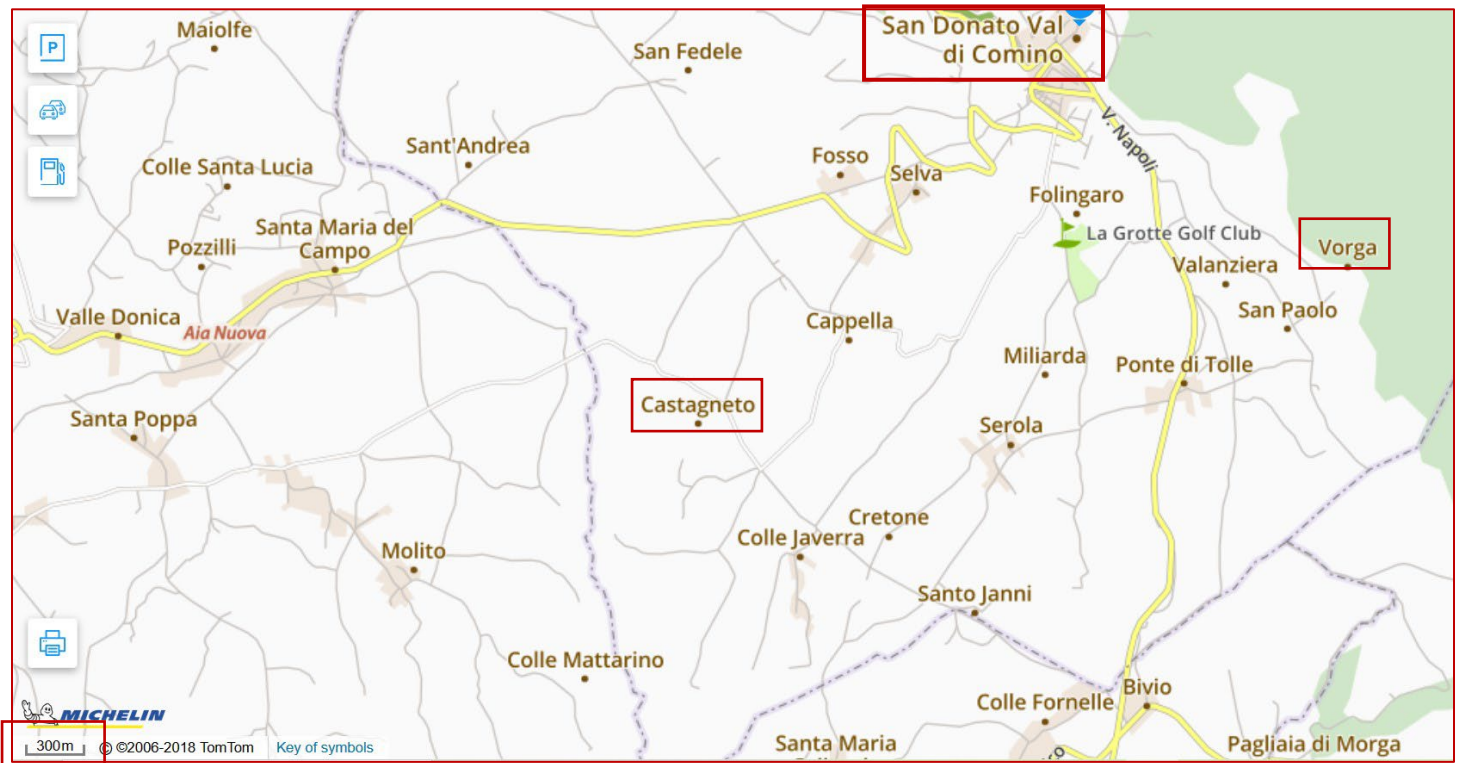 Maiolfe
San Fedele
San Donato Val
di Comino
P
V. Napoli
Sant'Andrea
Colle Santa Lucia
Fosso
Selva
Folingaro
Santa Maria del
Campo
Pozzilli
La Grotte Golf Club
Vorga
Valanziera
San Paolo
Valle Donica
Aia Nuova
Cappella
Miliarda
Ponte di Tolle
Castagneto
Santa Poppa
Serola
Cretone
Colle Javerra
Molito
Santo Janni
Colle Mattarino
Bivio
Colle Fornelle
MICHELIN
300m
© ©2006-2018 TomTom
Key of symbols
Santa Maria
Pagliaia di Morga